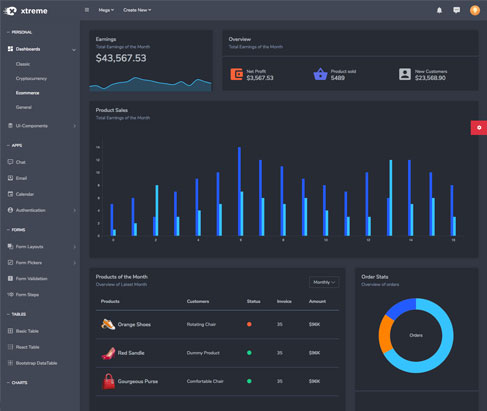 xtreme
Mega
Create New
PERSONAL
Dashboards
Classic
Cryptocurrency
Ecommerce
General
UI-Components
APPS
Chat
Email
Calendar
Authentication
FORMS
Form Layouts
Form Pickers
Form Validation
Form Steps
TABLES
Basic Table
React Table
Bootstrap DataTable
CHARTS
Earnings
Total Earnings of the Month
$43,567.53
Overview
Total Earnings of the Month
Net Profit
$3,567.53
Product sold
5489
New Customers
$23,568.90
Product Sales
Total Earnings of the Month
14
12
10
8
6
4
2
0
0 2 4 6 8 10 12 14 16
Products of the Month
Overview of Latest Month
Monthly
Products Customers Status Invoice Amount
Orange Shoes Rotating Chair 35 $96K
Red Sandle Dummy Product 35 $96K
Gourgeous Purse Comfortable Chair 35 $96K
Order Stats
Overview of orders
Orders